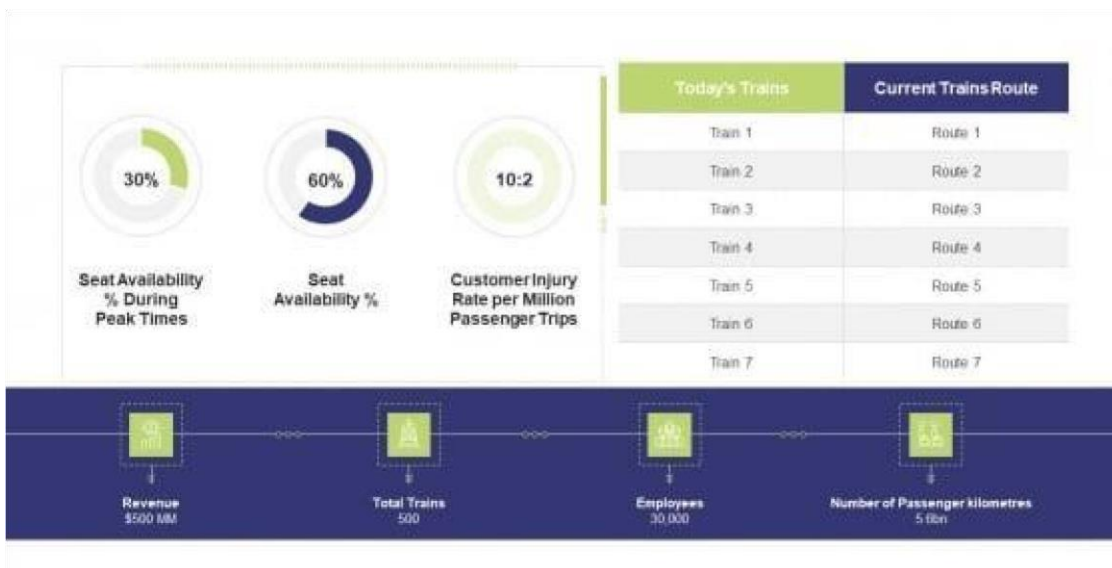 30%
60%
10:2
Seat Availability
% During
Peak Times
Seat
Availability %
Customer Injury
Rate per Million
Passenger Trips
Today's Trains Current Trains Route
Train 1 Route 1
Train 2 Route 2
Train 3 Route 3
Train 4 Route 4
Train 5 Route 5
Train 6 Route 6
Train 7 Route 7
Revenue
$500 MM
Total Trains
500
Employees
30,000
Number of Passenger kilometres
5.6bn